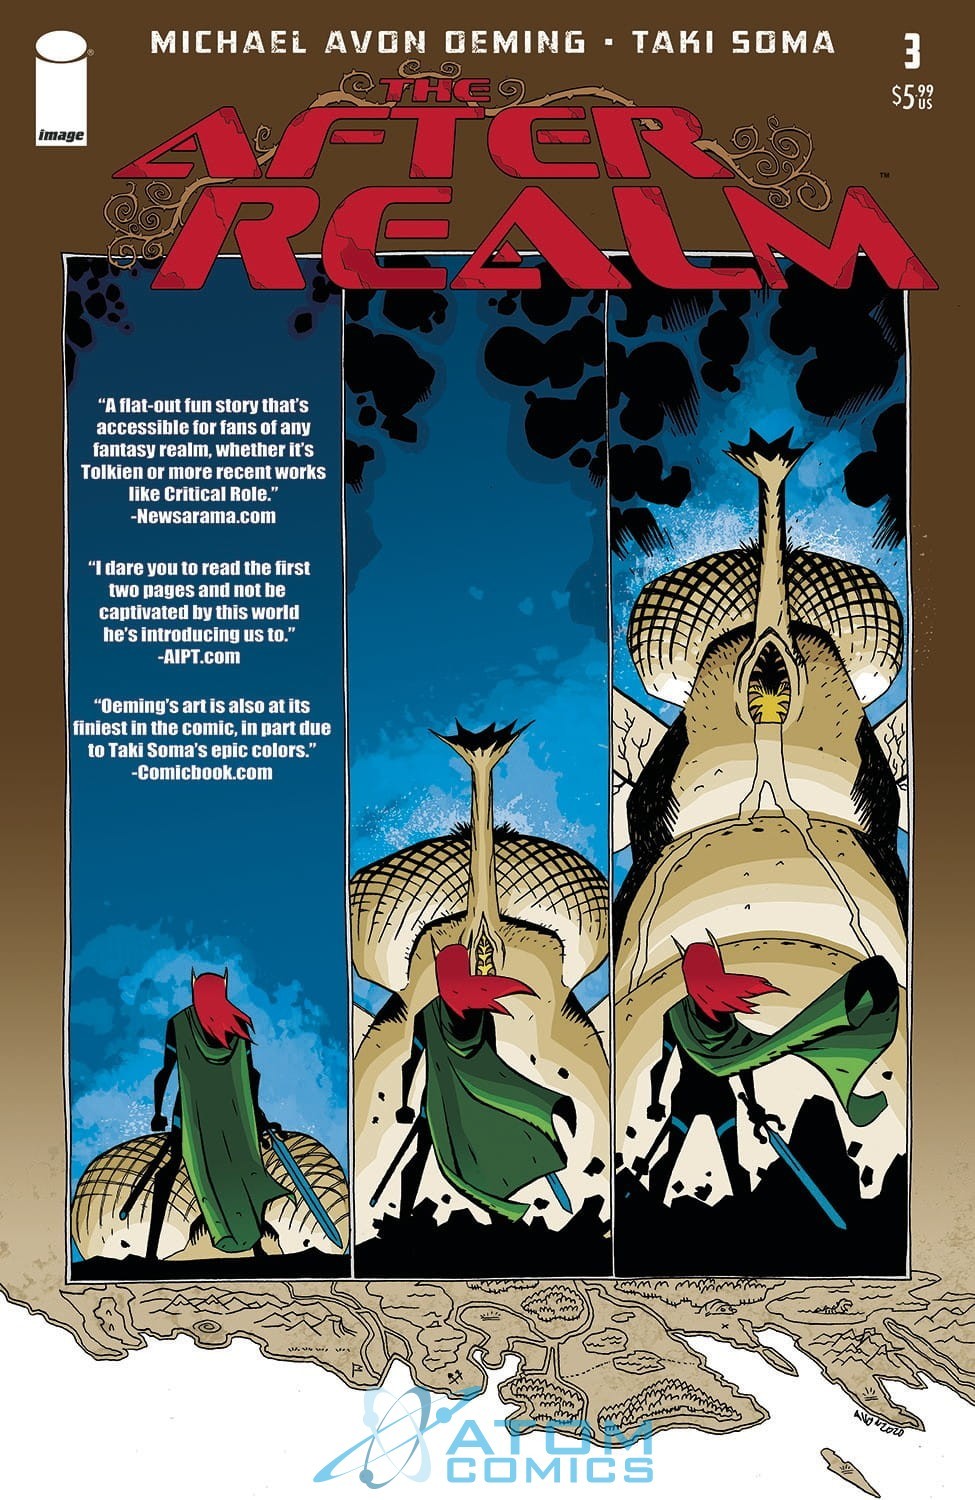 MICHAEL AVON OEMING · TAKI SOMA
3
$5.99 US
image®
THE
AFTER
REALM™
“A flat-out fun story that’s
accessible for fans of any
fantasy realm, whether it’s
Tolkien or more recent works
like Critical Role.”
-Newsarama.com
“I dare you to read the first
two pages and not be
captivated by this world
he’s introducing us to.”
-AIPT.com
“Oeming’s art is also at its
finiest in the comic, in part due
to Taki Soma’s epic colors.”
-Comicbook.com
ATOM
COMICS